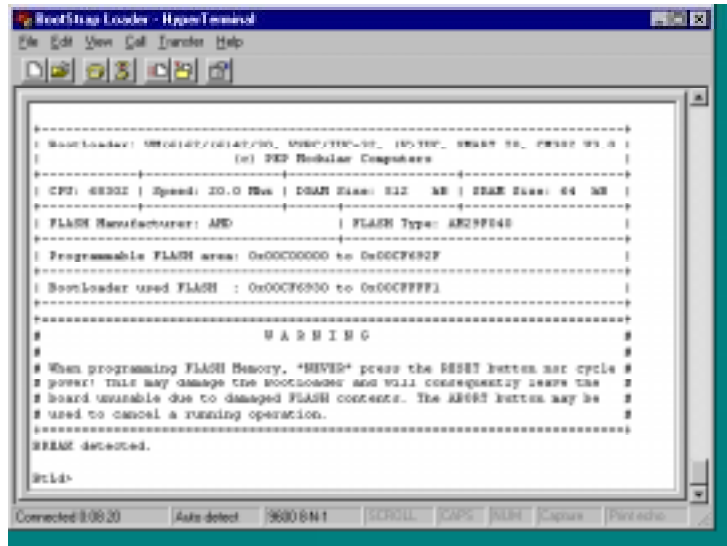 BootStrap Loader - HyperTerminal
File Edit View Call Transfer Help
(c) PEP Modular Computers
| CPU: 68302 | Speed: 20.0 MHz | DRAM Size: 512 kB | SRAM Size: 64 kB |
| FLASH Manufacturer: AMD | FLASH Type: AM29F040
| Programmable FLASH area: 0x00C00000 to 0x00CF692F
| BootLoader used FLASH : 0x00CF6930 to 0x00CFFFF1
W A R N I N G
# When programming FLASH Memory, *NEVER* press the RESET button nor cycle #
# power! This may damage the BootLoader and will consequently leave the #
# board unusable due to damaged FLASH contents. The ABORT button may be #
# used to cancel a running operation. #
BREAK detected.
Btld>
Connected 0:08:20 Auto detect 9600 8-N-1 SCROLL CAPS NUM Capture Print echo